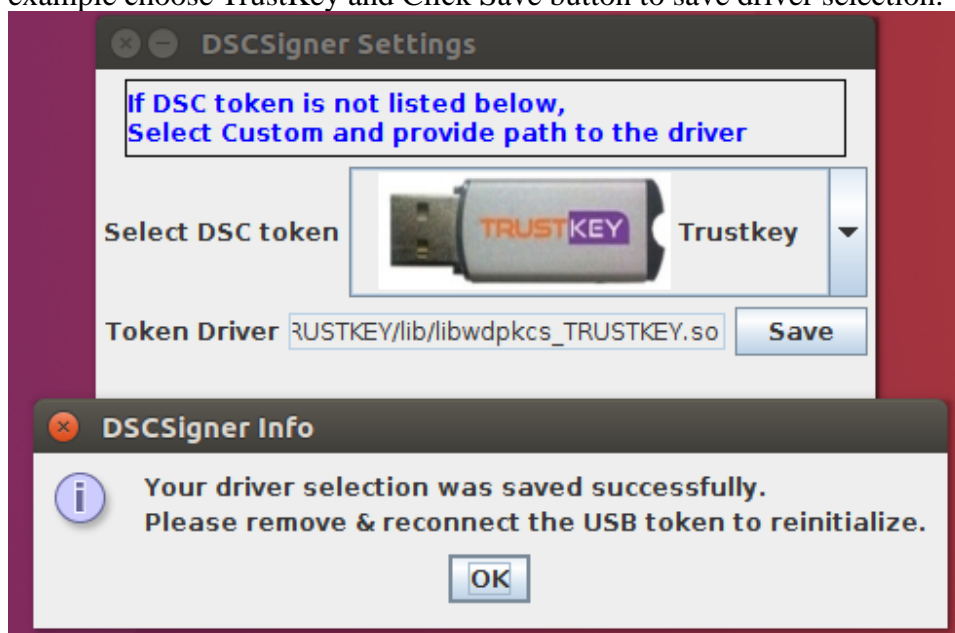 example choose TrustKey and Click Save button to save driver selection.
DSCSigner Settings
If DSC token is not listed below,
Select Custom and provide path to the driver
Select DSC token
TRUSTKEY
Trustkey
Token Driver RUSTKEY/lib/libwdpkcs_TRUSTKEY.so Save
DSCSigner Info
i
Your driver selection was saved successfully.
Please remove & reconnect the USB token to reinitialize.
OK